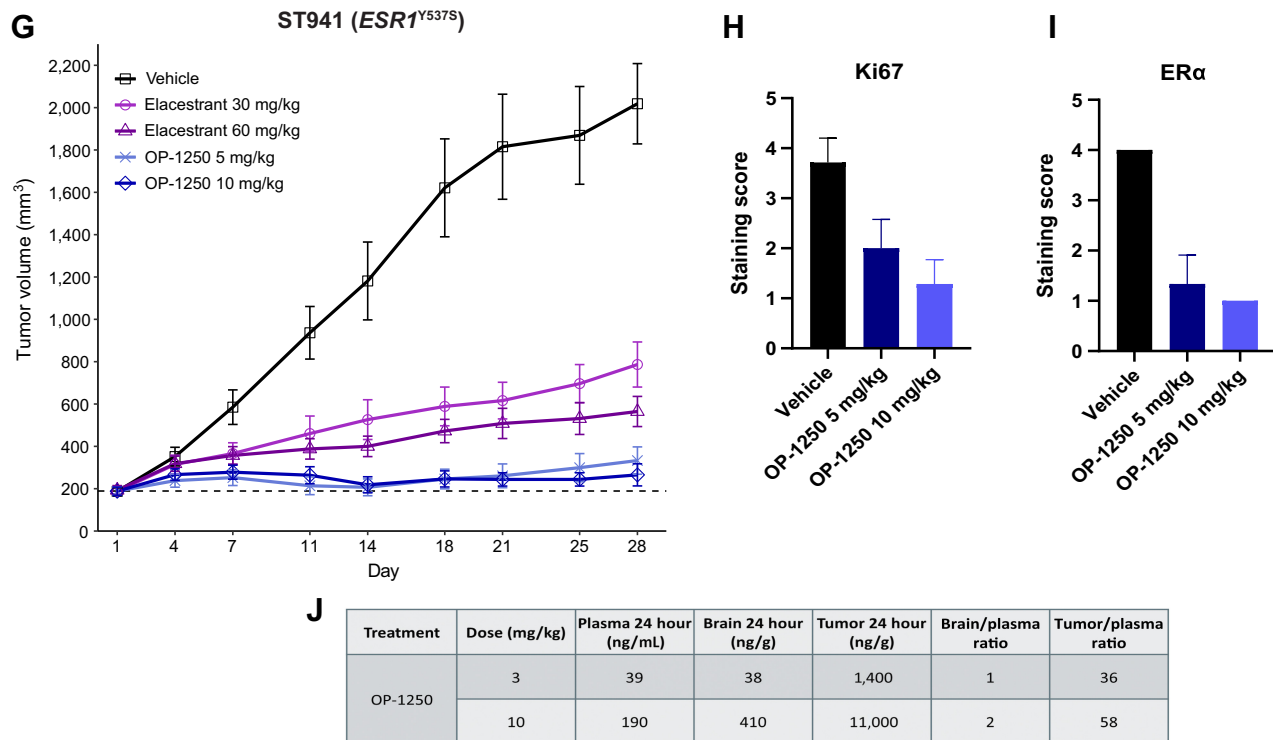 G
ST941 (ESR1Y537S)
Tumor volume (mm3)
2,200
2,000
1,800
1,600
1,400
1,200
1,000
800
600
400
200
0
Vehicle
Elacestrant 30 mg/kg
Elacestrant 60 mg/kg
OP-1250 5 mg/kg
OP-1250 10 mg/kg
1 4 7 11 14 18 21 25 28
Day
H
Ki67
Staining score
5
4
3
2
1
0
Vehicle
OP-1250 5 mg/kg
OP-1250 10 mg/kg
I
ERα
Staining score
5
4
3
2
1
0
Vehicle
OP-1250 5 mg/kg
OP-1250 10 mg/kg
J
Treatment Dose (mg/kg) Plasma 24 hour (ng/mL) Brain 24 hour (ng/g) Tumor 24 hour (ng/g) Brain/plasma ratio Tumor/plasma ratio
OP-1250 3 39 38 1,400 1 36
10 190 410 11,000 2 58